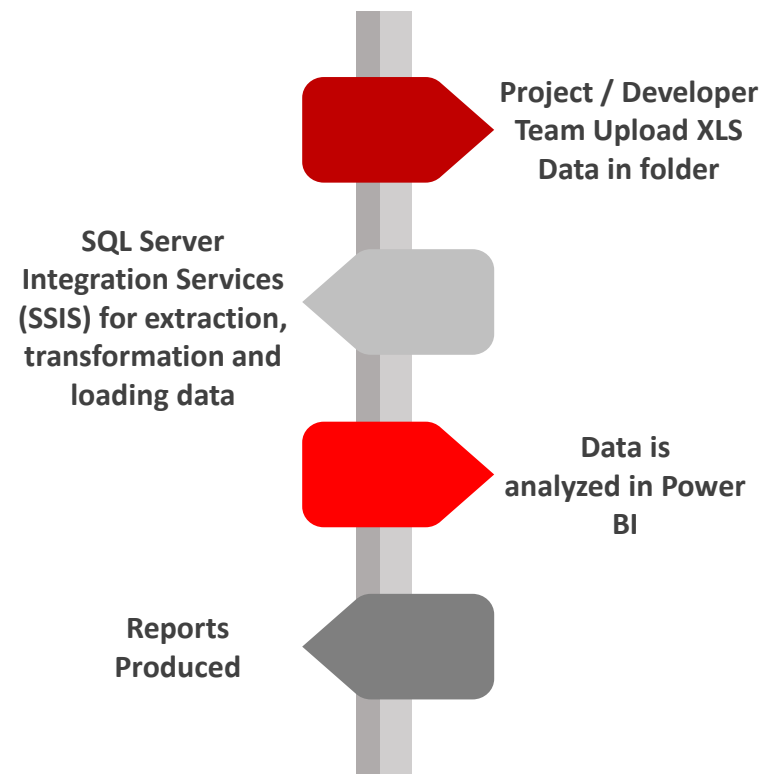 Project / Developer
Team Upload XLS
Data in folder
SQL Server
Integration Services
(SSIS) for extraction,
transformation and
loading data
Data is
analyzed in Power
BI
Reports
Produced